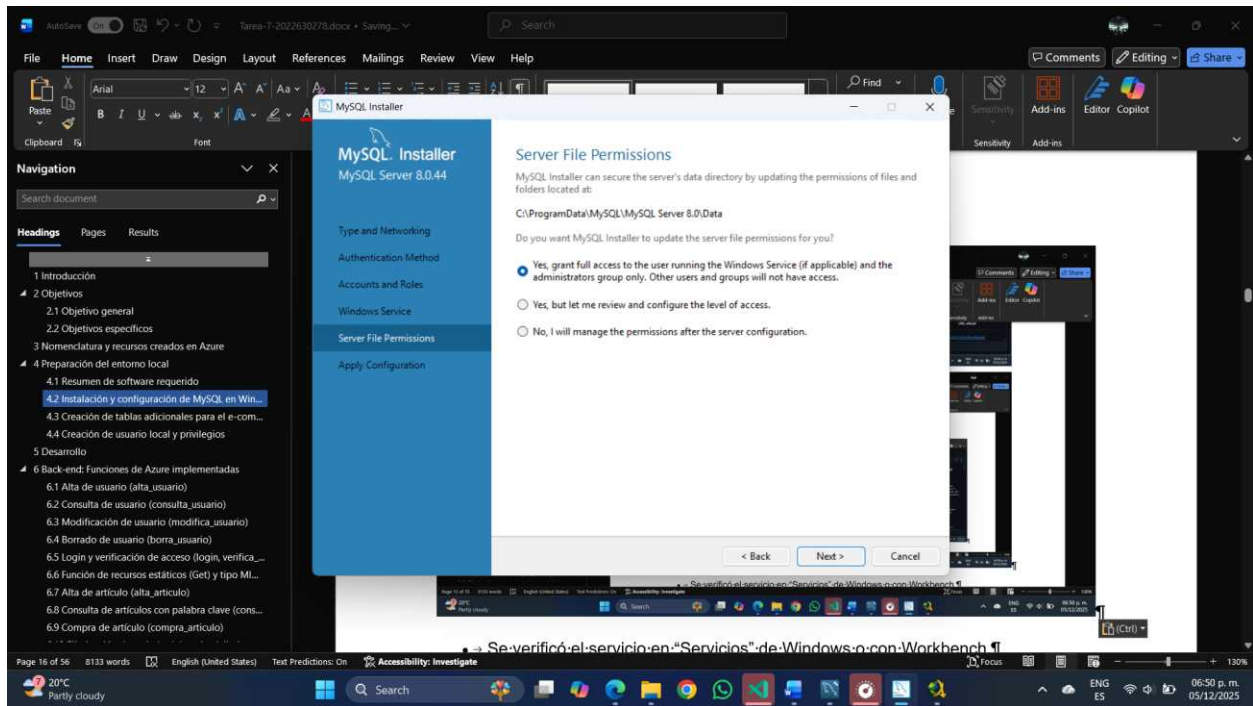 AutoSave On Tarea-7-2022630278.docx • Saving... Search
File Home Insert Draw Design Layout References Mailings Review View Help Comments Editing Share
Paste Arial 12 Find Sensitivity Add-ins Editor Copilot
Clipboard Font Sensitivity Add-ins
Navigation
Search document
Headings Pages Results
1 Introducción
2 Objetivos
2.1 Objetivo general
2.2 Objetivos específicos
3 Nomenclatura y recursos creados en Azure
4 Preparación del entorno local
4.1 Resumen de software requerido
4.2 Instalación y configuración de MySQL en Win...
4.3 Creación de tablas adicionales para el e-com...
4.4 Creación de usuario local y privilegios
5 Desarrollo
6 Back-end: Funciones de Azure implementadas
6.1 Alta de usuario (alta_usuario)
6.2 Consulta de usuario (consulta_usuario)
6.3 Modificación de usuario (modifica_usuario)
6.4 Borrado de usuario (borra_usuario)
6.5 Login y verificación de acceso (login, verifica_...
6.6 Función de recursos estáticos (Get) y tipo MI...
6.7 Alta de artículo (alta_articulo)
6.8 Consulta de artículos con palabra clave (cons...
6.9 Compra de artículo (compra_articulo)
MySQL Installer
MySQL. Installer
MySQL Server 8.0.44
Type and Networking
Authentication Method
Accounts and Roles
Windows Service
Server File Permissions
Apply Configuration
Server File Permissions
MySQL Installer can secure the server's data directory by updating the permissions of files and
folders located at:
C:\ProgramData\MySQL\MySQL Server 8.0\Data
Do you want MySQL Installer to update the server file permissions for you?
Yes, grant full access to the user running the Windows Service (if applicable) and the
administrators group only. Other users and groups will not have access.
Yes, but let me review and configure the level of access.
No, I will manage the permissions after the server configuration.
< Back Next > Cancel
Se verificó el servicio en "Servicios" de Windows o con Workbench
(Ctrl)
Se·verificó·el·servicio·en·"Servicios"·de·Windows·o·con·Workbench.¶
Page 16 of 56 8133 words English (United States) Text Predictions: On Accessibility: Investigate Focus 130%
20°C
Partly cloudy
Search
ENG
ES
06:50 p. m.
05/12/2025